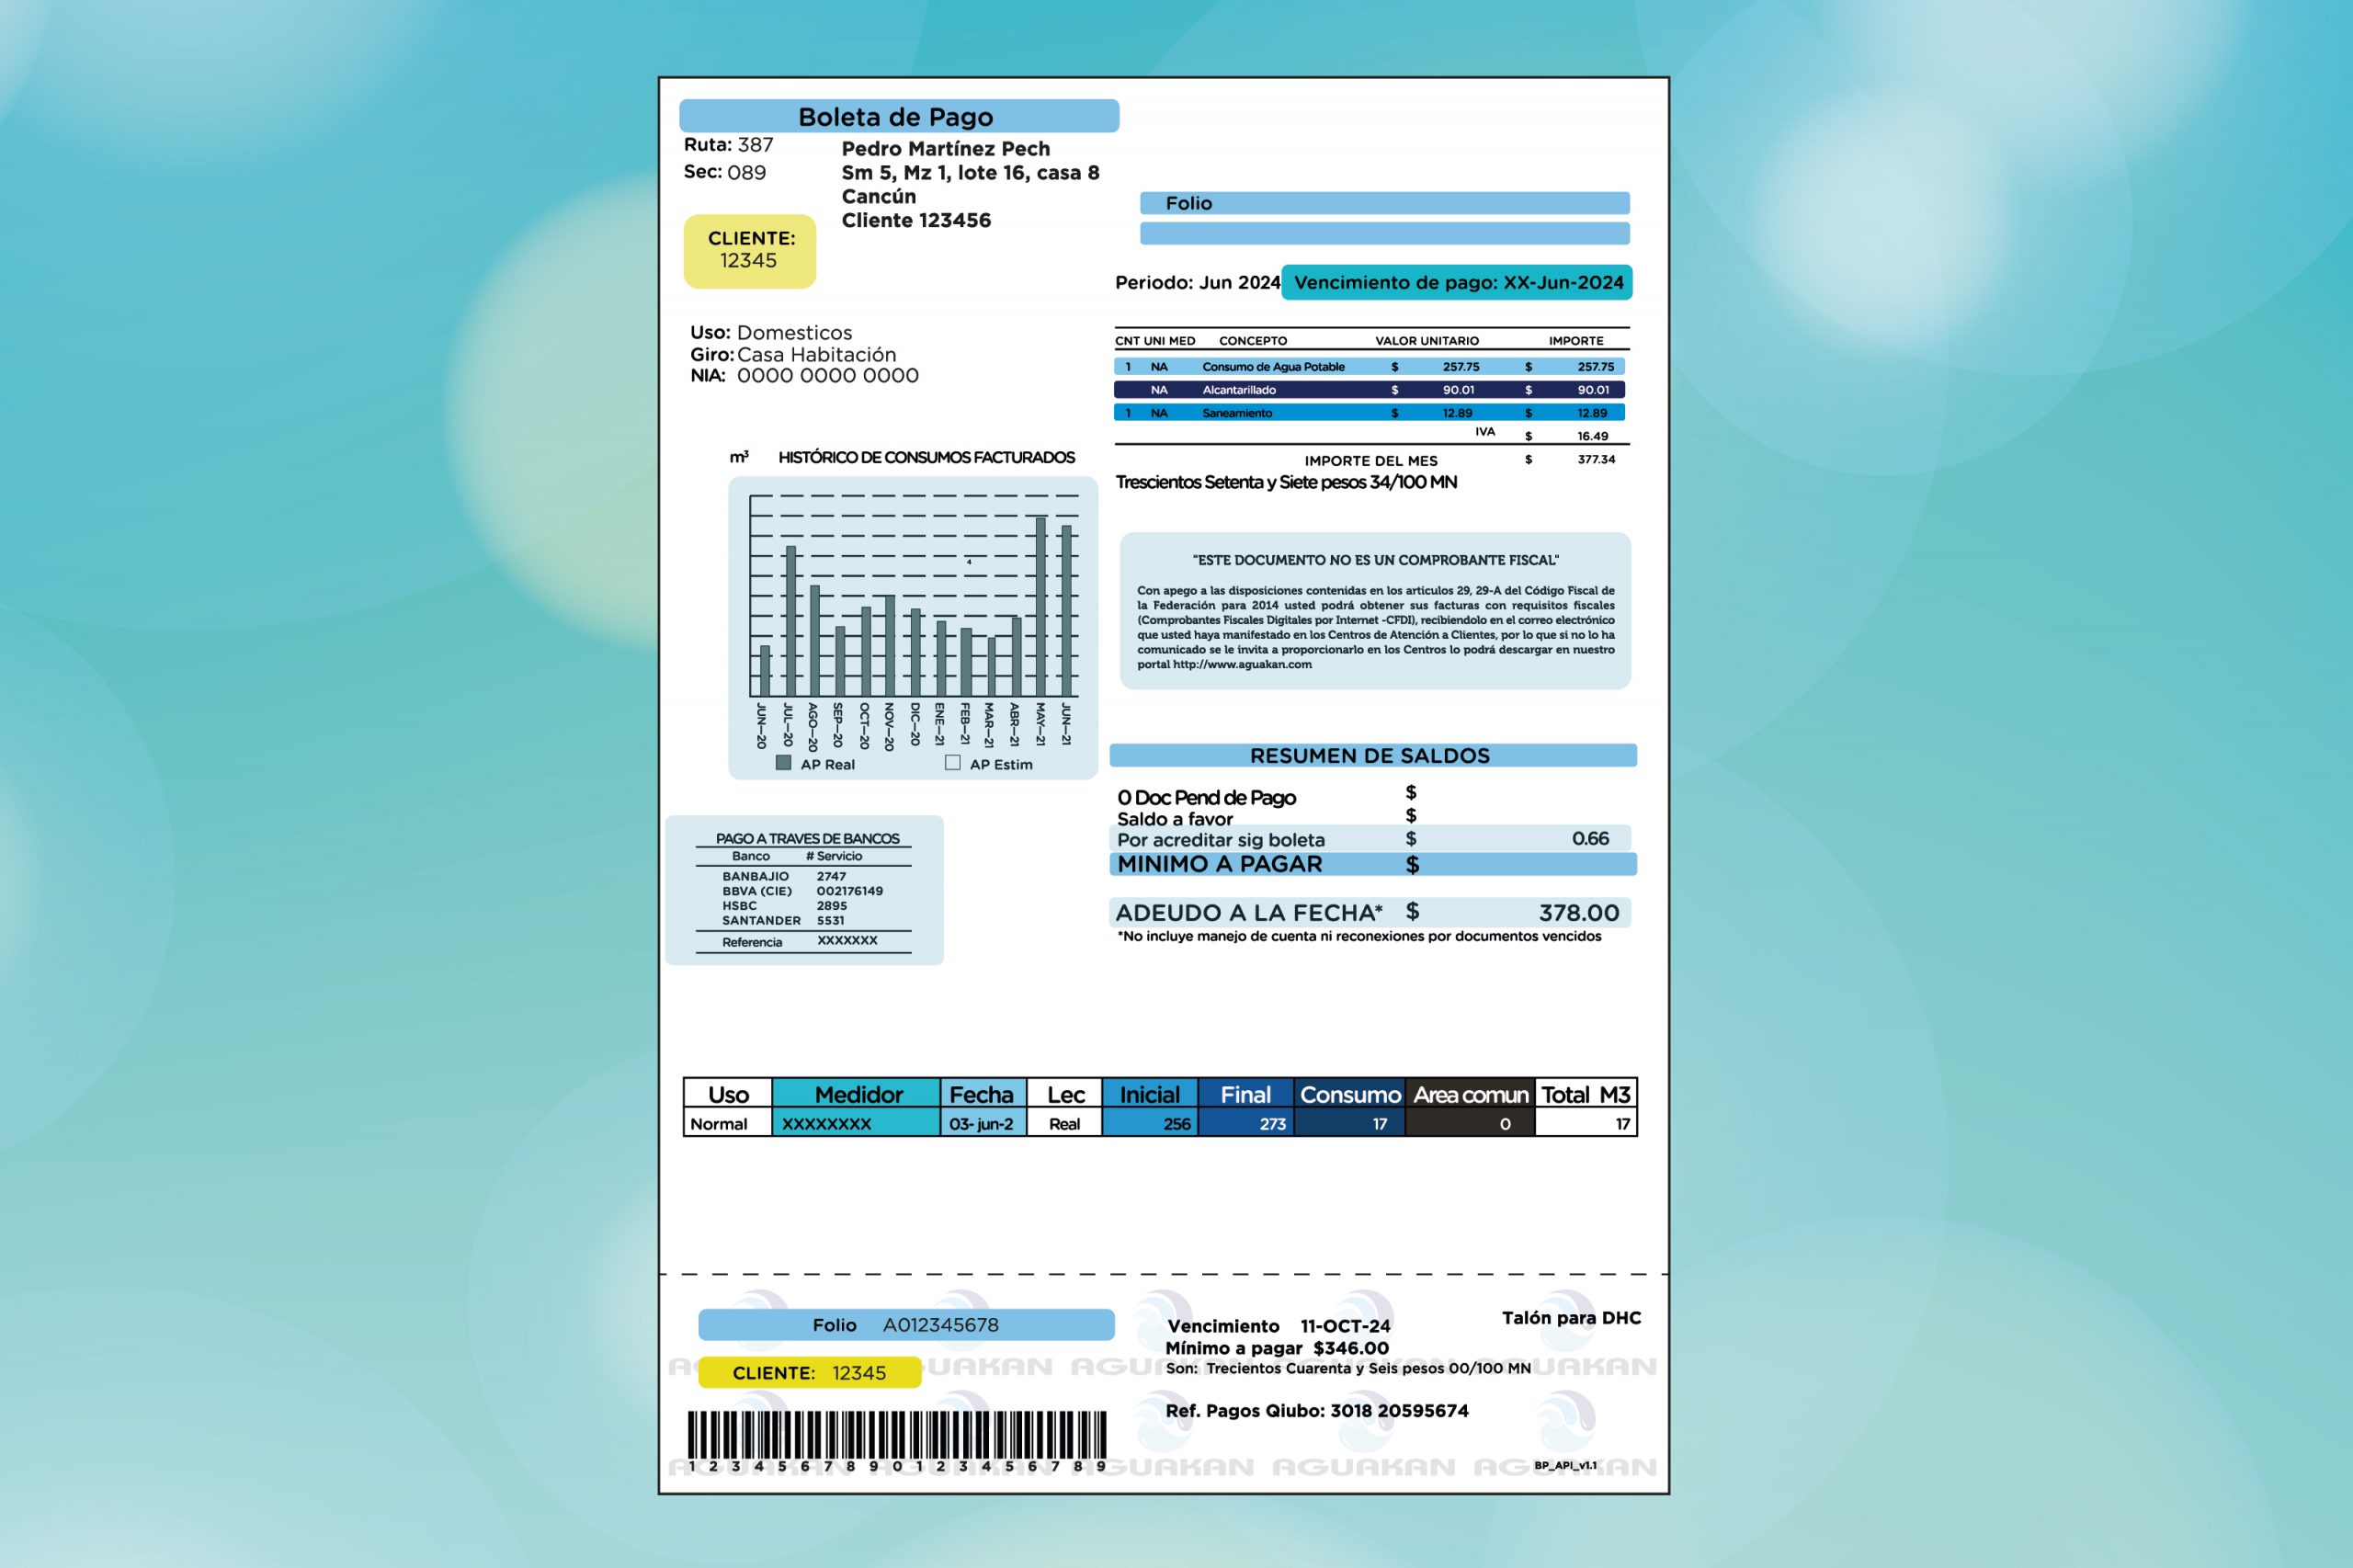 Boleta de Pago
Ruta: 387
Sec: 089
Pedro Martínez Pech
Sm 5, Mz 1, lote 16, casa 8
Cancún
Cliente 123456
CLIENTE:
12345
Folio
Periodo: Jun 2024 Vencimiento de pago: XX-Jun-2024
Uso: Domesticos
Giro: Casa Habitación
NIA: 0000 0000 0000
CNT UNI MED CONCEPTO VALOR UNITARIO IMPORTE
1 NA Consumo de Agua Potable $ 257.75 $ 257.75
NA Alcantarillado $ 90.01 $ 90.01
1 NA Saneamiento $ 12.89 $ 12.89
IVA $ 16.49
IMPORTE DEL MES $ 377.34
Trescientos Setenta y Siete pesos 34/100 MN
m³ HISTÓRICO DE CONSUMOS FACTURADOS
4
JUN-20 JUL-20 AGO-20 SEP-20 OCT-20 NOV-20 DIC-20 ENE-21 FEB-21 MAR-21 ABR-21 MAY-21 JUN-21
AP Real AP Estim
"ESTE DOCUMENTO NO ES UN COMPROBANTE FISCAL"
Con apego a las disposiciones contenidas en los articulos 29, 29-A del Código Fiscal de
la Federación para 2014 usted podrá obtener sus facturas con requisitos fiscales
(Comprobantes Fiscales Digitales por Internet -CFDI), recibiendolo en el correo electrónico
que usted haya manifestado en los Centros de Atención a Clientes, por lo que si no lo ha
comunicado se le invita a proporcionarlo en los Centros lo podrá descargar en nuestro
portal http://www.aguakan.com
RESUMEN DE SALDOS
0 Doc Pend de Pago $
Saldo a favor $
Por acreditar sig boleta $ 0.66
MINIMO A PAGAR $
ADEUDO A LA FECHA* $ 378.00
*No incluye manejo de cuenta ni reconexiones por documentos vencidos
PAGO A TRAVES DE BANCOS
Banco # Servicio
BANBAJIO 2747
BBVA (CIE) 002176149
HSBC 2895
SANTANDER 5531
Referencia XXXXXXX
Uso Medidor Fecha Lec Inicial Final Consumo Area comun Total M3
Normal XXXXXXXX 03- jun-2 Real 256 273 17 0 17
Folio A012345678
CLIENTE: 12345
Vencimiento 11-OCT-24
Talón para DHC
Mínimo a pagar $346.00
Son: Trecientos Cuarenta y Seis pesos 00/100 MN
Ref. Pagos Qiubo: 3018 20595674
AGUAKAN AGUAKAN AGUAKAN AGUAKAN AGUAKAN
1 2 3 4 5 6 7 8 9 0 1 2 3 4 5 6 7 8 9
AGUAKAN AGUAKAN AGUAKAN AGUAKAN AGUAKAN
BP_API_v1.1